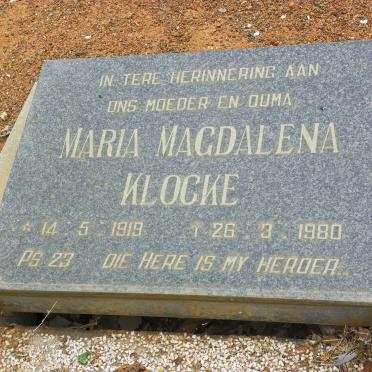 IN TERE HERINNERING AAN
ONS MOEDER EN OUMA
MARIA MAGDALENA
KLOCKE
* 14 - 5 - 1919 † 26 - 3 - 1980
PS 23 DIE HERE IS MY HERDER...